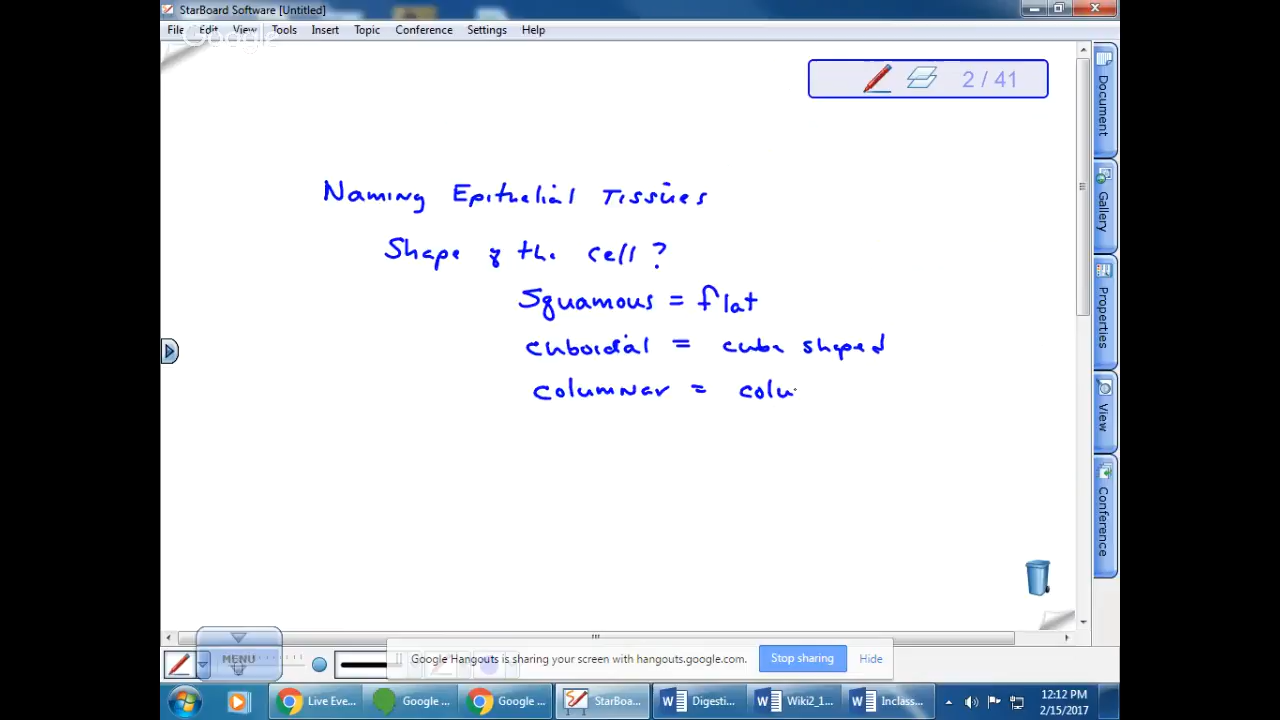 StarBoard Software [Untitled]
File Edit View Tools Insert Topic Conference Settings Help
Google
2 / 41
Naming Epithelial Tissues
Shape of the cell?
Squamous = flat
cuboidial = cube shaped
columnar = colu
Document
Gallery
Properties
View
Conference
MENU
Google Hangouts is sharing your screen with hangouts.google.com. Stop sharing Hide
Live Eve... Google ... Google ... StarBoa... Digesti... Wiki2_1... Inclass...
12:12 PM
2/15/2017